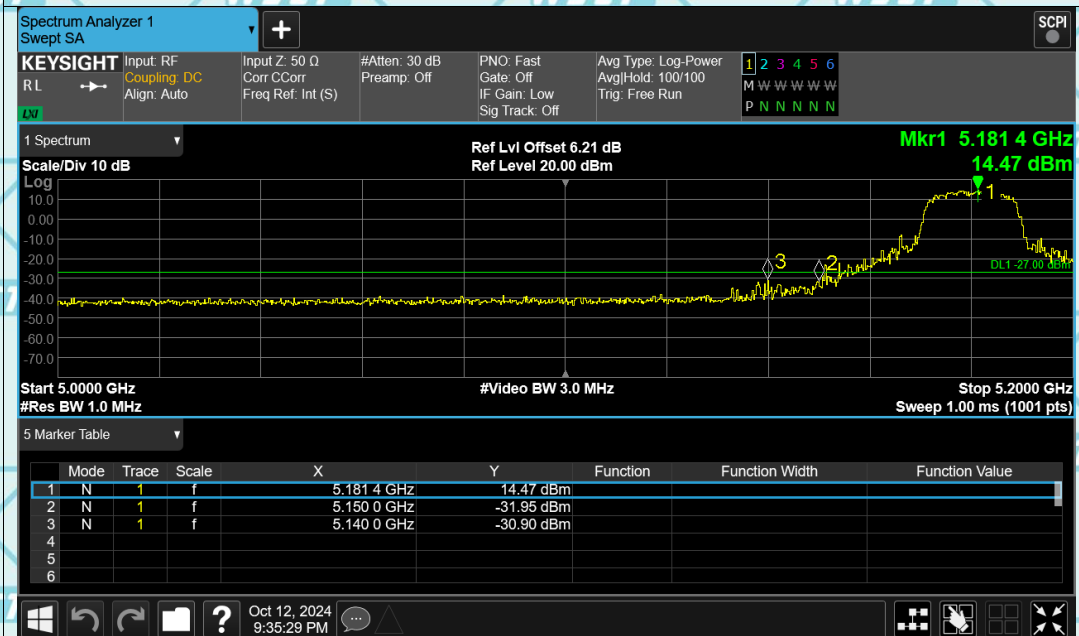 Spectrum Analyzer 1
Swept SA
+
SCPI
KEYSIGHT Input: RF Input Z: 50 Ω #Atten: 30 dB PNO: Fast Avg Type: Log-Power 1 2 3 4 5 6
RL Coupling: DC Corr CCorr Preamp: Off Gate: Off Avg|Hold: 100/100 M W W W W W
Align: Auto Freq Ref: Int (S) IF Gain: Low Trig: Free Run
LXI Sig Track: Off P N N N N N
1 Spectrum
Ref Lvl Offset 6.21 dB Mkr1 5.181 4 GHz
Scale/Div 10 dB Ref Level 20.00 dBm 14.47 dBm
Log
10.0 1
0.00
-10.0
-20.0 3 2
DL1 -27.00 dBm
-30.0
-40.0
-50.0
-60.0
-70.0
Start 5.0000 GHz #Video BW 3.0 MHz Stop 5.2000 GHz
#Res BW 1.0 MHz Sweep 1.00 ms (1001 pts)
5 Marker Table
Mode Trace Scale X Y Function Function Width Function Value
1 N 1 f 5.181 4 GHz 14.47 dBm
2 N 1 f 5.150 0 GHz -31.95 dBm
3 N 1 f 5.140 0 GHz -30.90 dBm
4
5
6
? Oct 12, 2024
9:35:29 PM